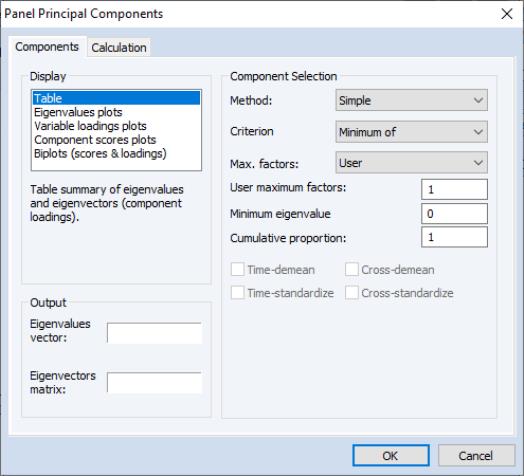 Panel Principal Components
Components
Calculation
Display
Table
Eigenvalues plots
Variable loadings plots
Component scores plots
Biplots (scores & loadings)
Table summary of eigenvalues
and eigenvectors (component
loadings).
Output
Eigenvalues
vector:
Eigenvectors
matrix:
Component Selection
Method: Simple
Criterion Minimum of
Max. factors: User
User maximum factors: 1
Minimum eigenvalue 0
Cumulative proportion: 1
Time-demean Cross-demean
Time-standardize Cross-standardize
OK Cancel